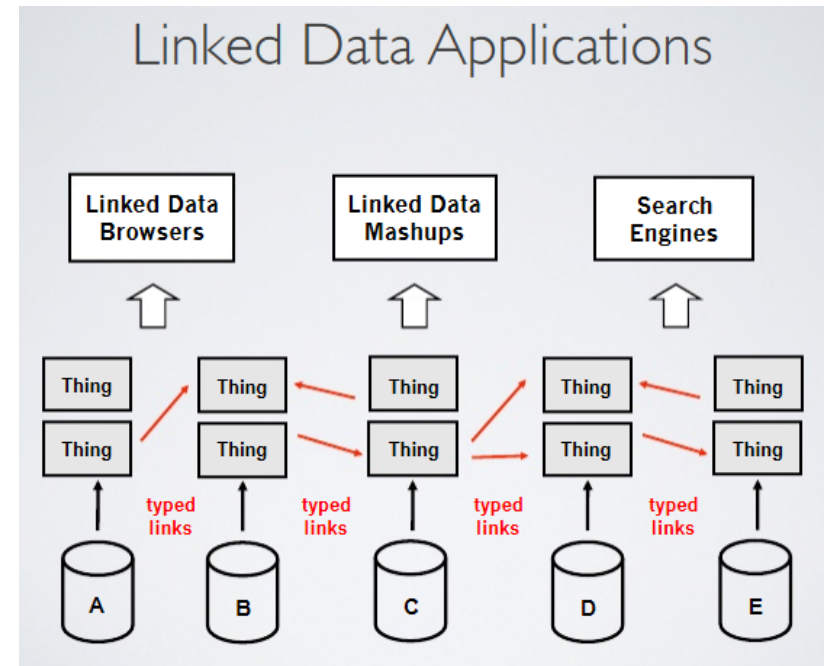 Linked Data Applications
Linked Data
Browsers
Linked Data
Mashups
Search
Engines
Thing Thing Thing Thing Thing
Thing Thing Thing Thing Thing
typed typed typed typed
links links links links
A B C D E